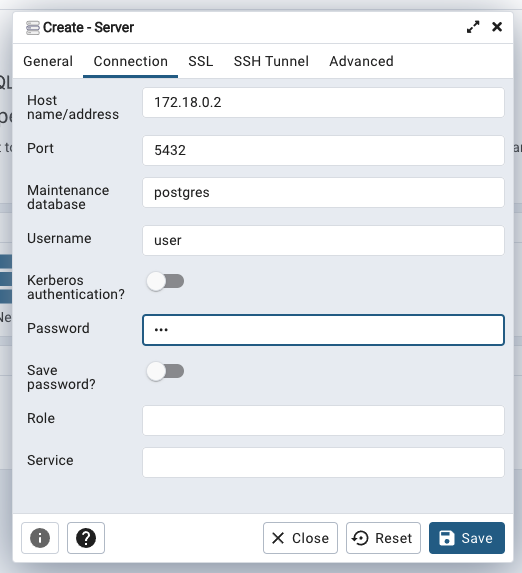 Create - Server
General Connection SSL SSH Tunnel Advanced
Host
name/address
172.18.0.2
Port
5432
Maintenance
database
postgres
Username
user
Kerberos
authentication?
Password
•••
Save
password?
Role
Service
Close Reset Save